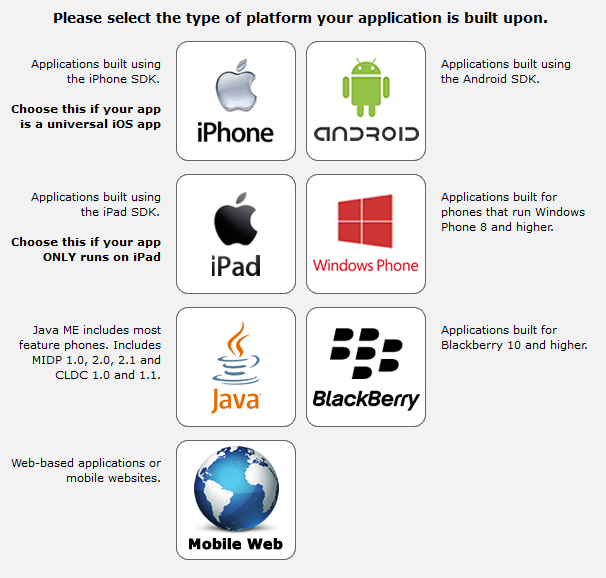 Please select the type of platform your application is built upon.
Applications built using
the iPhone SDK.
Choose this if your app
is a universal iOS app
iPhone
ANDROID
Applications built using
the Android SDK.
Applications built using
the iPad SDK.
Choose this if your app
ONLY runs on iPad
iPad
Windows Phone
Applications built for
phones that run Windows
Phone 8 and higher.
Java ME includes most
feature phones. Includes
MIDP 1.0, 2.0, 2.1 and
CLDC 1.0 and 1.1.
Java
BlackBerry
Applications built for
Blackberry 10 and higher.
Web-based applications or
mobile websites.
Mobile Web